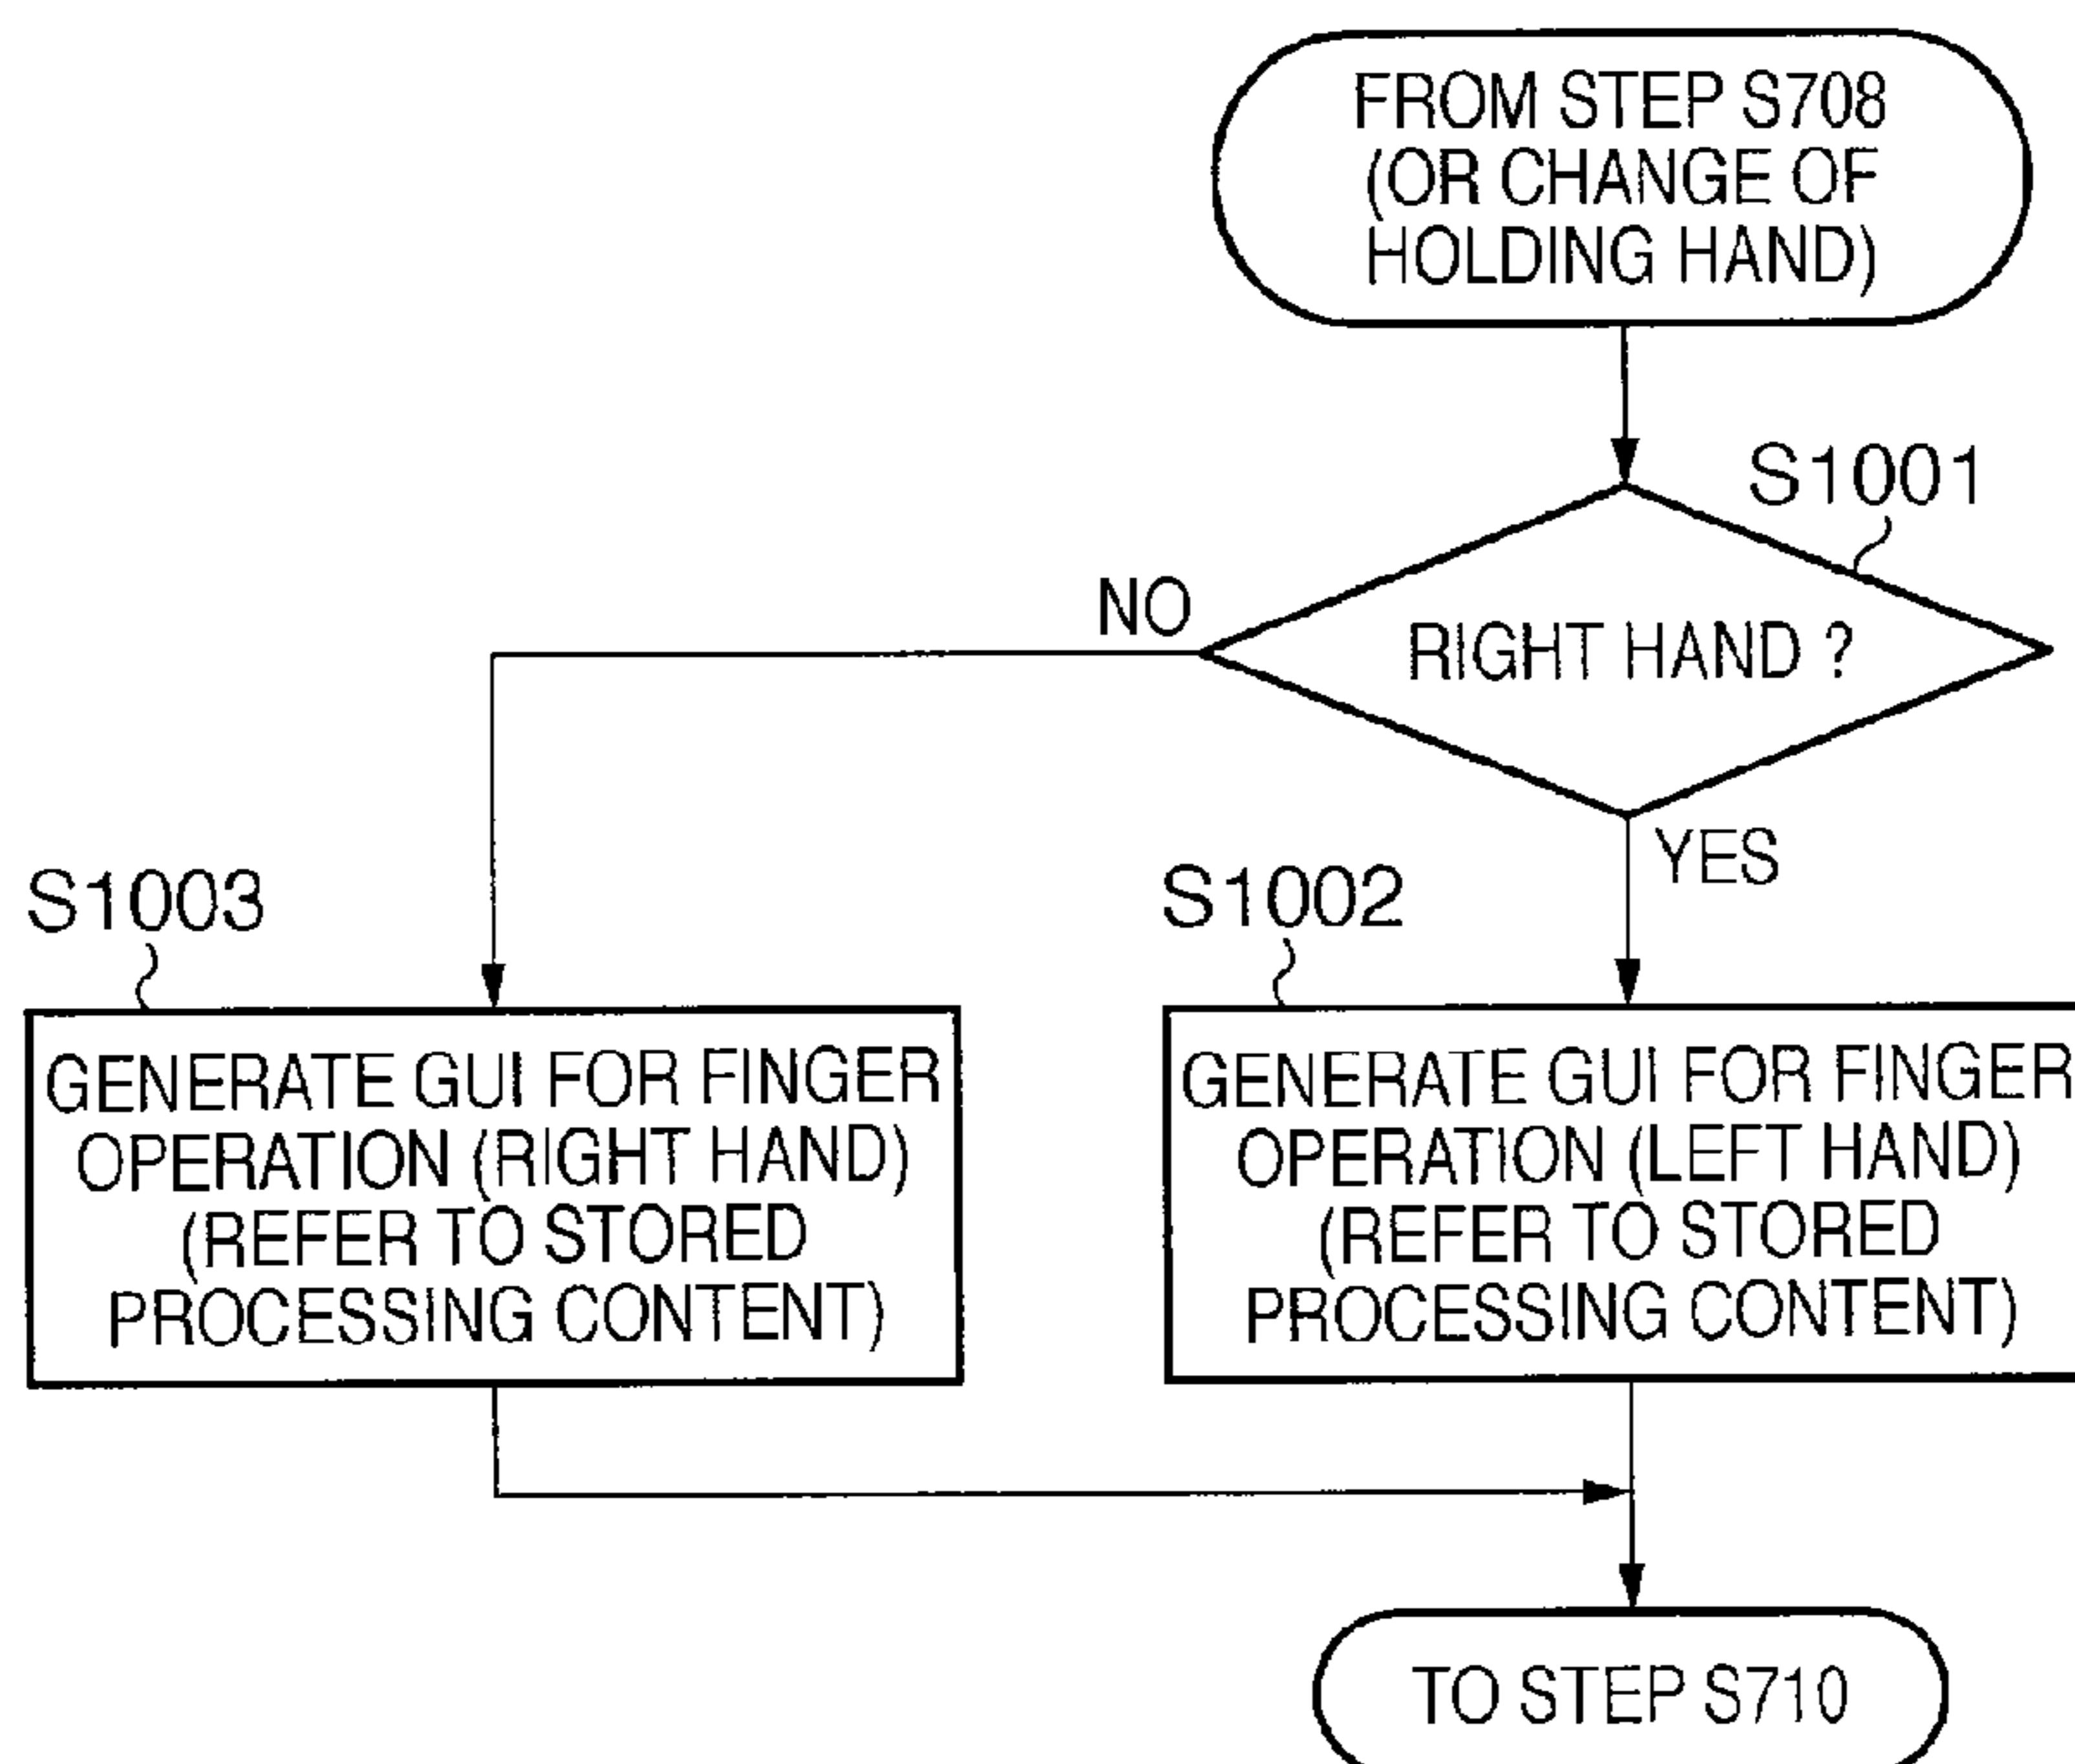 FROM STEP S708
(OR CHANGE OF
HOLDING HAND)
S1001
RIGHT HAND ?
NO
YES
S1003
GENERATE GUI FOR FINGER
OPERATION (RIGHT HAND)
(REFER TO STORED
PROCESSING CONTENT)
S1002
GENERATE GUI FOR FINGER
OPERATION (LEFT HAND)
(REFER TO STORED
PROCESSING CONTENT)
TO STEP S710